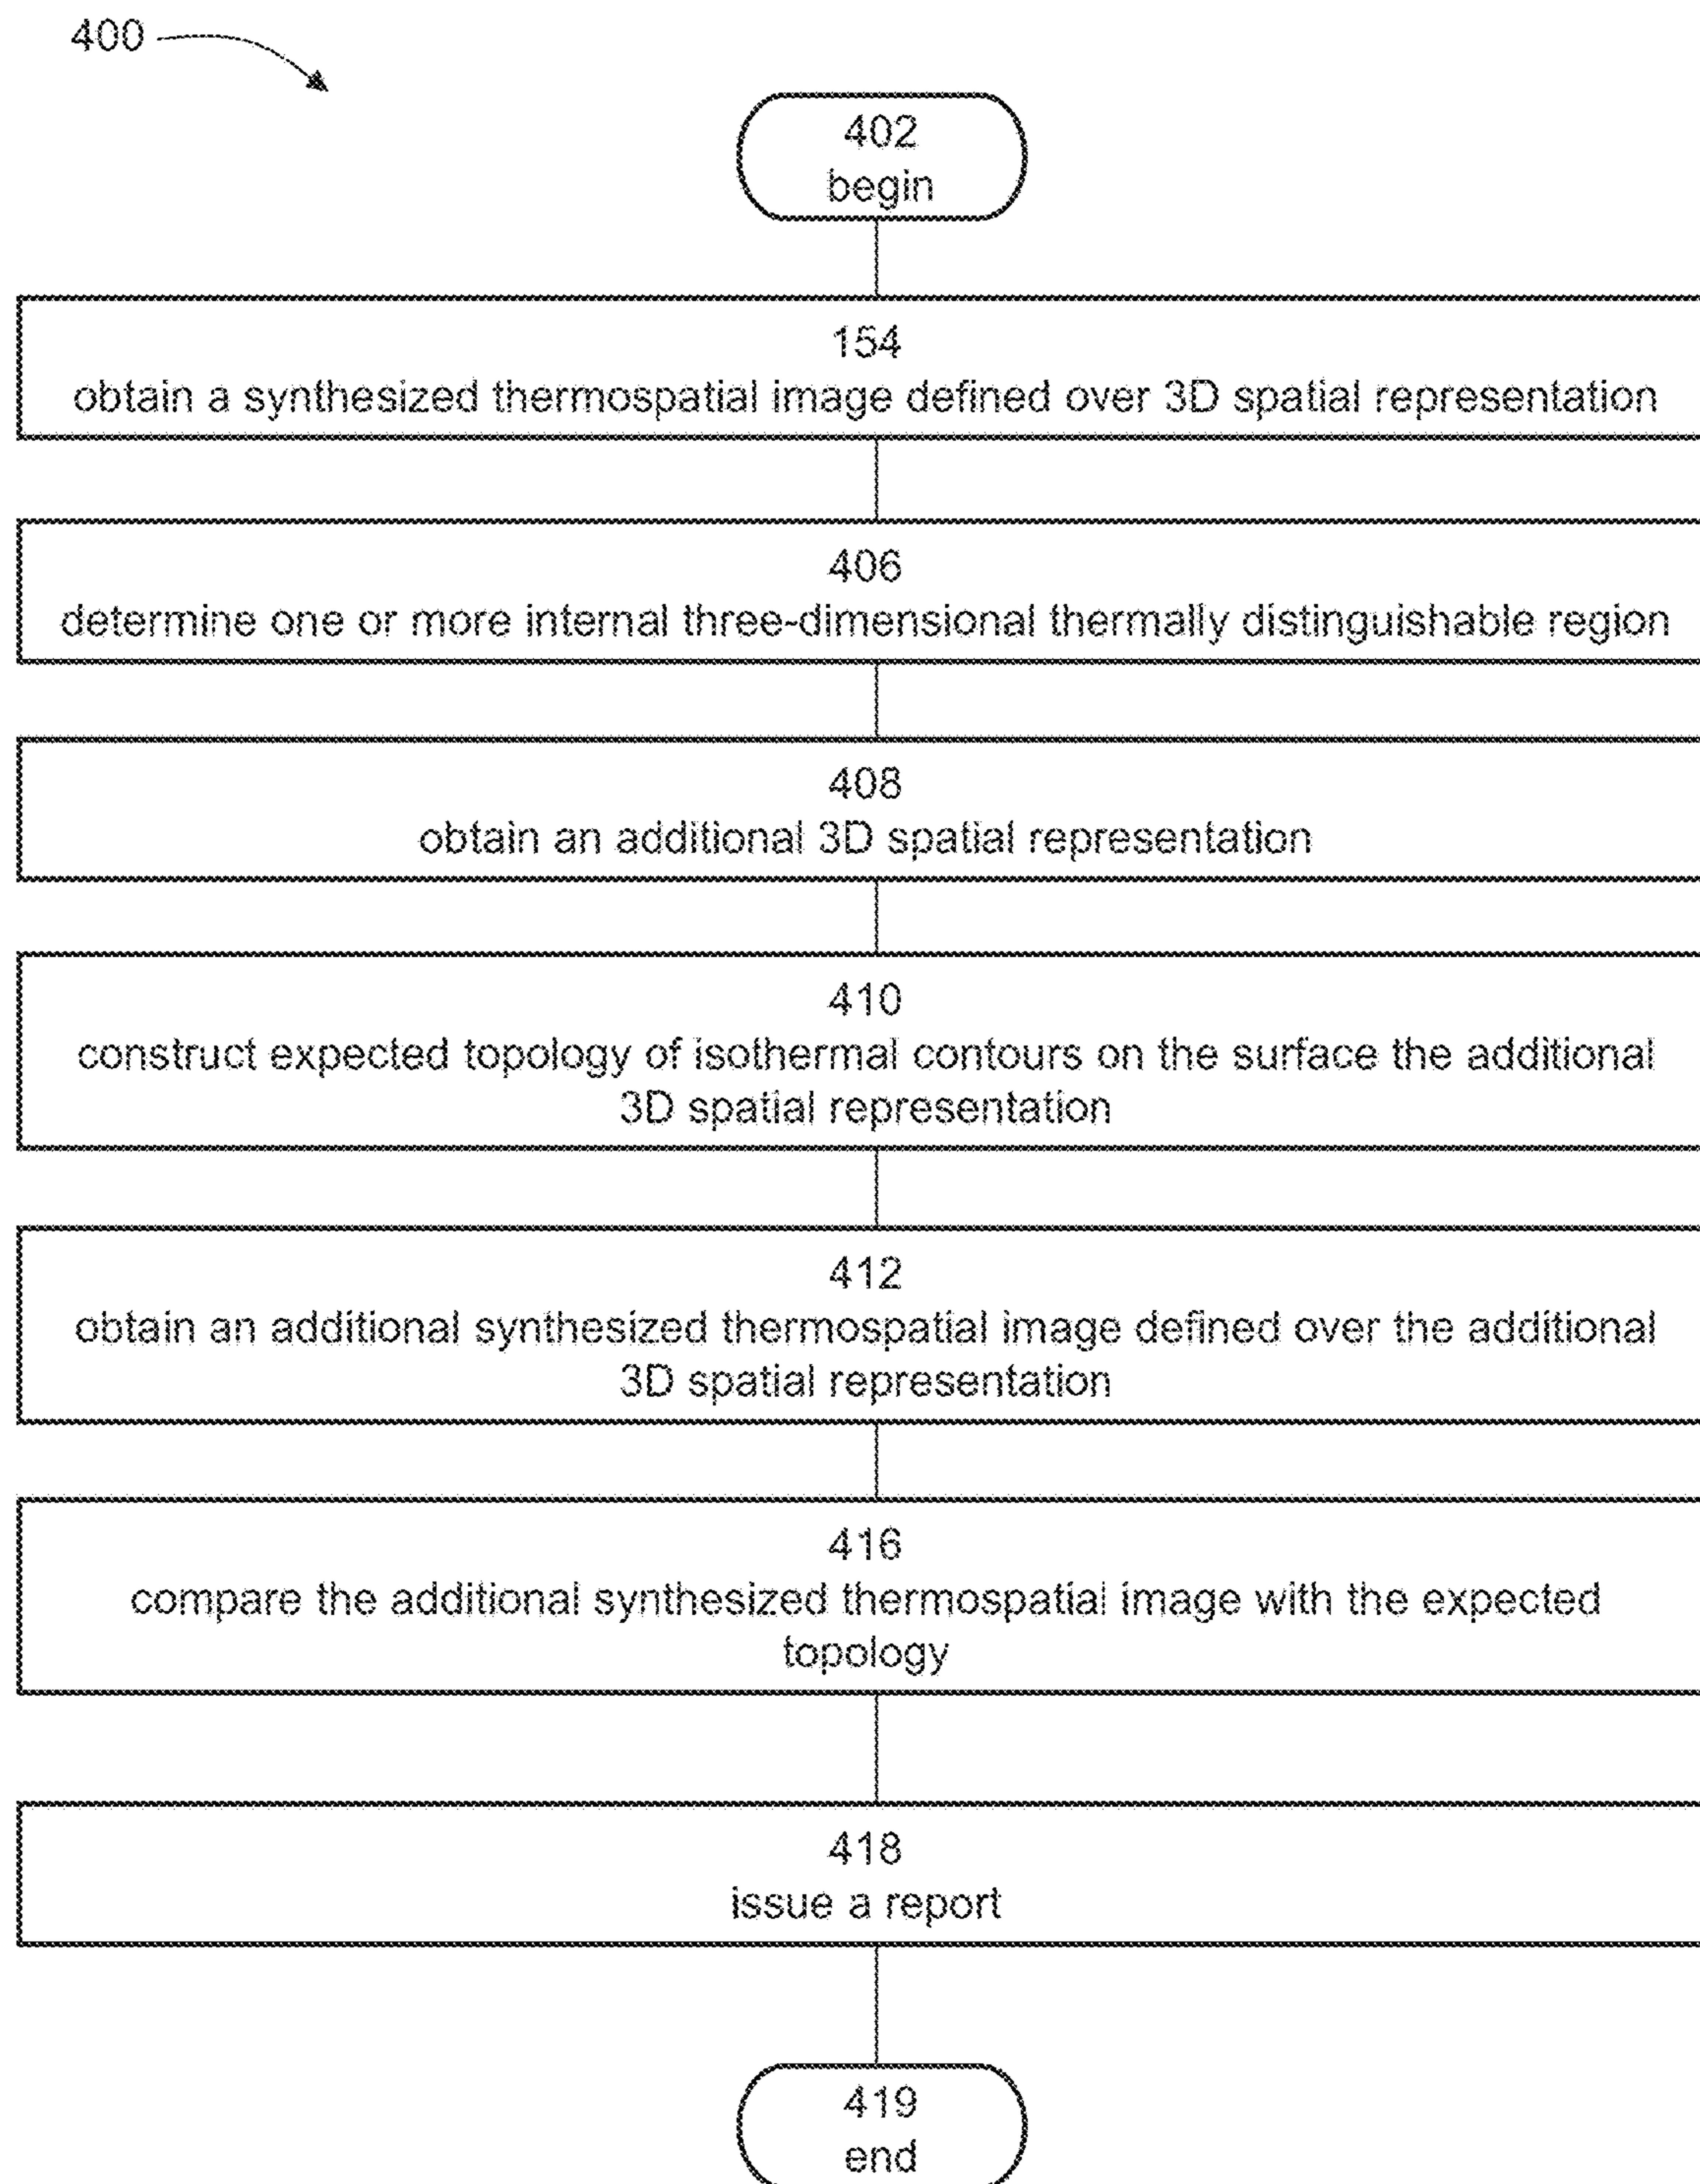 400
402
begin
154
obtain a synthesized thermospatial image defined over 3D spatial representation
406
determine one or more internal three-dimensional thermally distinguishable region
408
obtain an additional 3D spatial representation
410
construct expected topology of isothermal contours on the surface the additional
3D spatial representation
412
obtain an additional synthesized thermospatial image defined over the additional
3D spatial representation
416
compare the additional synthesized thermospatial image with the expected
topology
418
issue a report
419
end